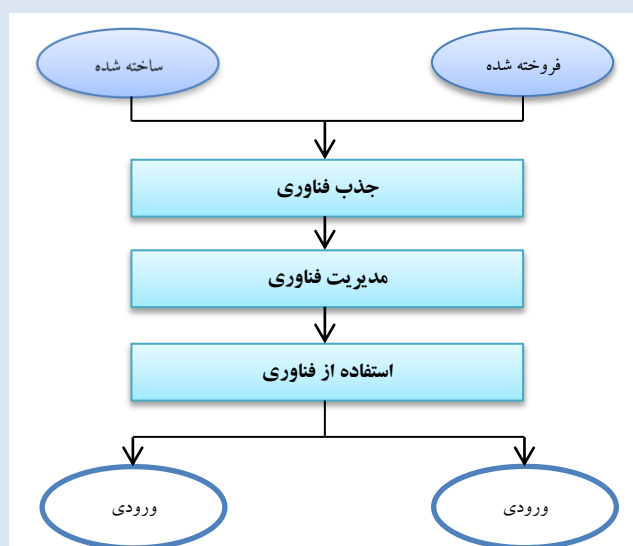 فروخته شده
ساخته شده
جذب فناوری
مدیریت فناوری
استفاده از فناوری
ورودی
ورودی